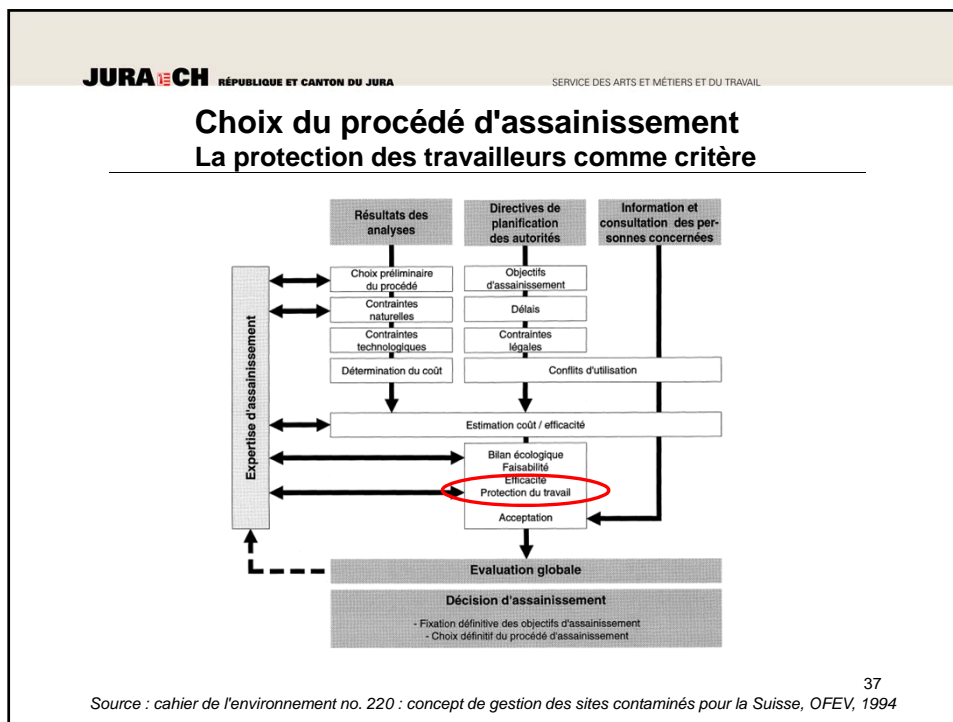 JURA CH RÉPUBLIQUE ET CANTON DU JURA
SERVICE DES ARTS ET MÉTIERS ET DU TRAVAIL
Choix du procédé d'assainissement
La protection des travailleurs comme critère
Résultats des
analyses
Directives de
planification
des autorités
Information et
consultation des per-
sonnes concernées
Expertise d'assainissement
Choix préliminaire
du procédé
Contraintes
naturelles
Contraintes
technologiques
Détermination du coût
Objectifs
d'assainissement
Délais
Contraintes
légales
Conflits d'utilisation
Estimation coût / efficacité
Bilan écologique
Faisabilité
Efficacité
Protection du travail
Acceptation
Evaluation globale
Décision d'assainissement
- Fixation définitive des objectifs d'assainissement
- Choix définitif du procédé d'assainissement
37
Source : cahier de l'environnement no. 220 : concept de gestion des sites contaminés pour la Suisse, OFEV, 1994